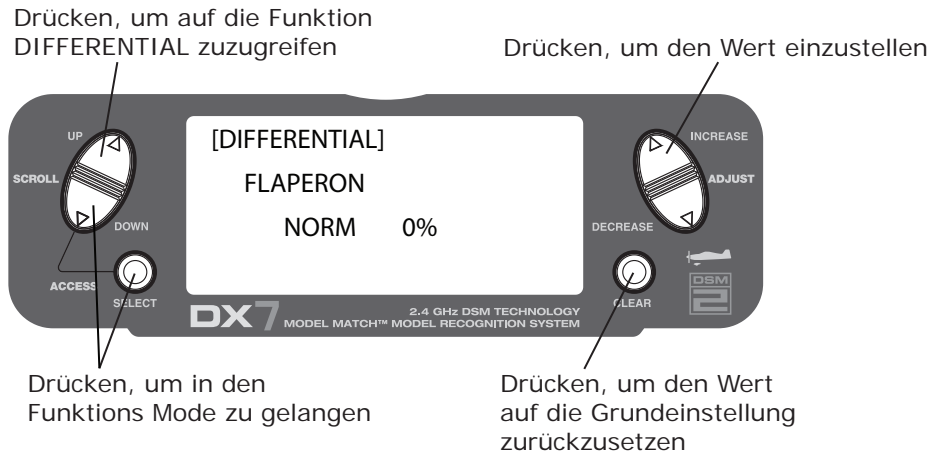 Drücken, um auf die Funktion
DIFFERENTIAL zuzugreifen
Drücken, um den Wert einzustellen
UP
SCROLL
DOWN
ACCESS
SELECT
[DIFFERENTIAL]
FLAPERON
NORM 0%
INCREASE
ADJUST
DECREASE
CLEAR
DSM
2
DX7
2.4 GHz DSM TECHNOLOGY
MODEL MATCH™ MODEL RECOGNITION SYSTEM
Drücken, um in den
Funktions Mode zu gelangen
Drücken, um den Wert
auf die Grundeinstellung
zurückzusetzen